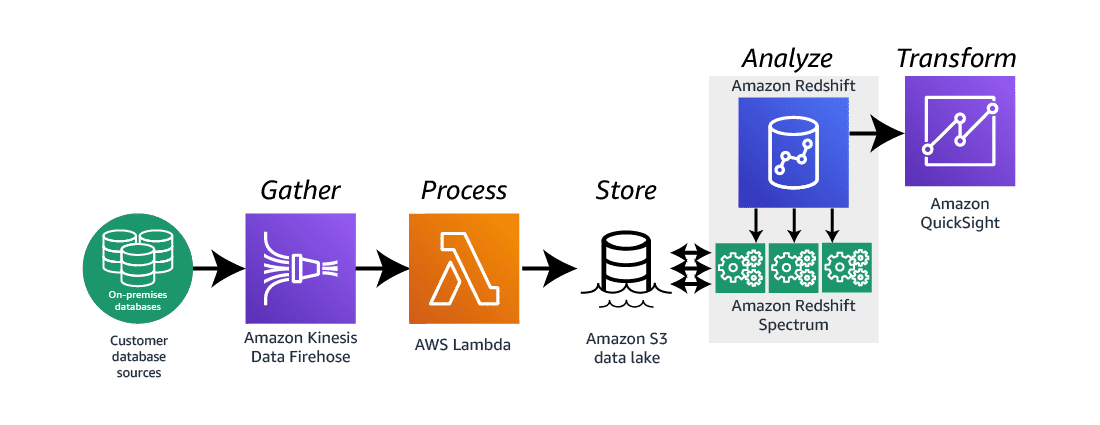 Analyze
Transform
Amazon Redshift
Gather
Process
Store
Amazon
QuickSight
On-premises
databases
Customer
database
sources
Amazon Kinesis
Data Firehose
AWS Lambda
Amazon S3
data lake
Amazon Redshift
Spectrum